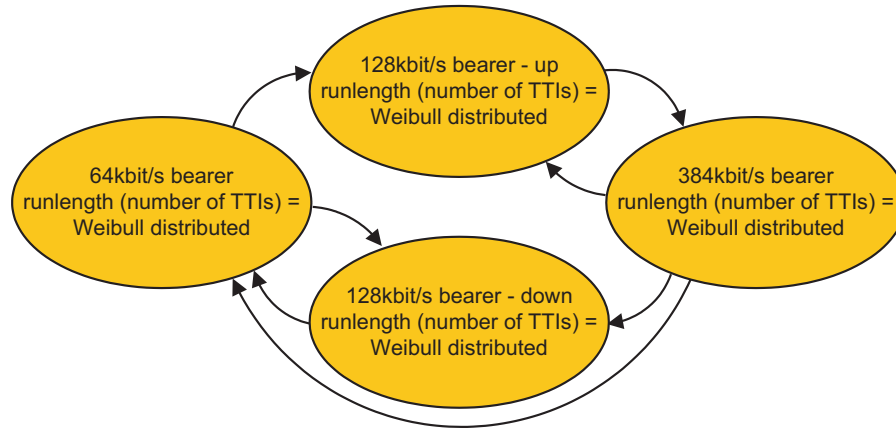 128kbit/s bearer - up
runlength (number of TTIs) =
Weibull distributed
64kbit/s bearer
runlength (number of TTIs) =
Weibull distributed
384kbit/s bearer
runlength (number of TTIs) =
Weibull distributed
128kbit/s bearer - down
runlength (number of TTIs) =
Weibull distributed